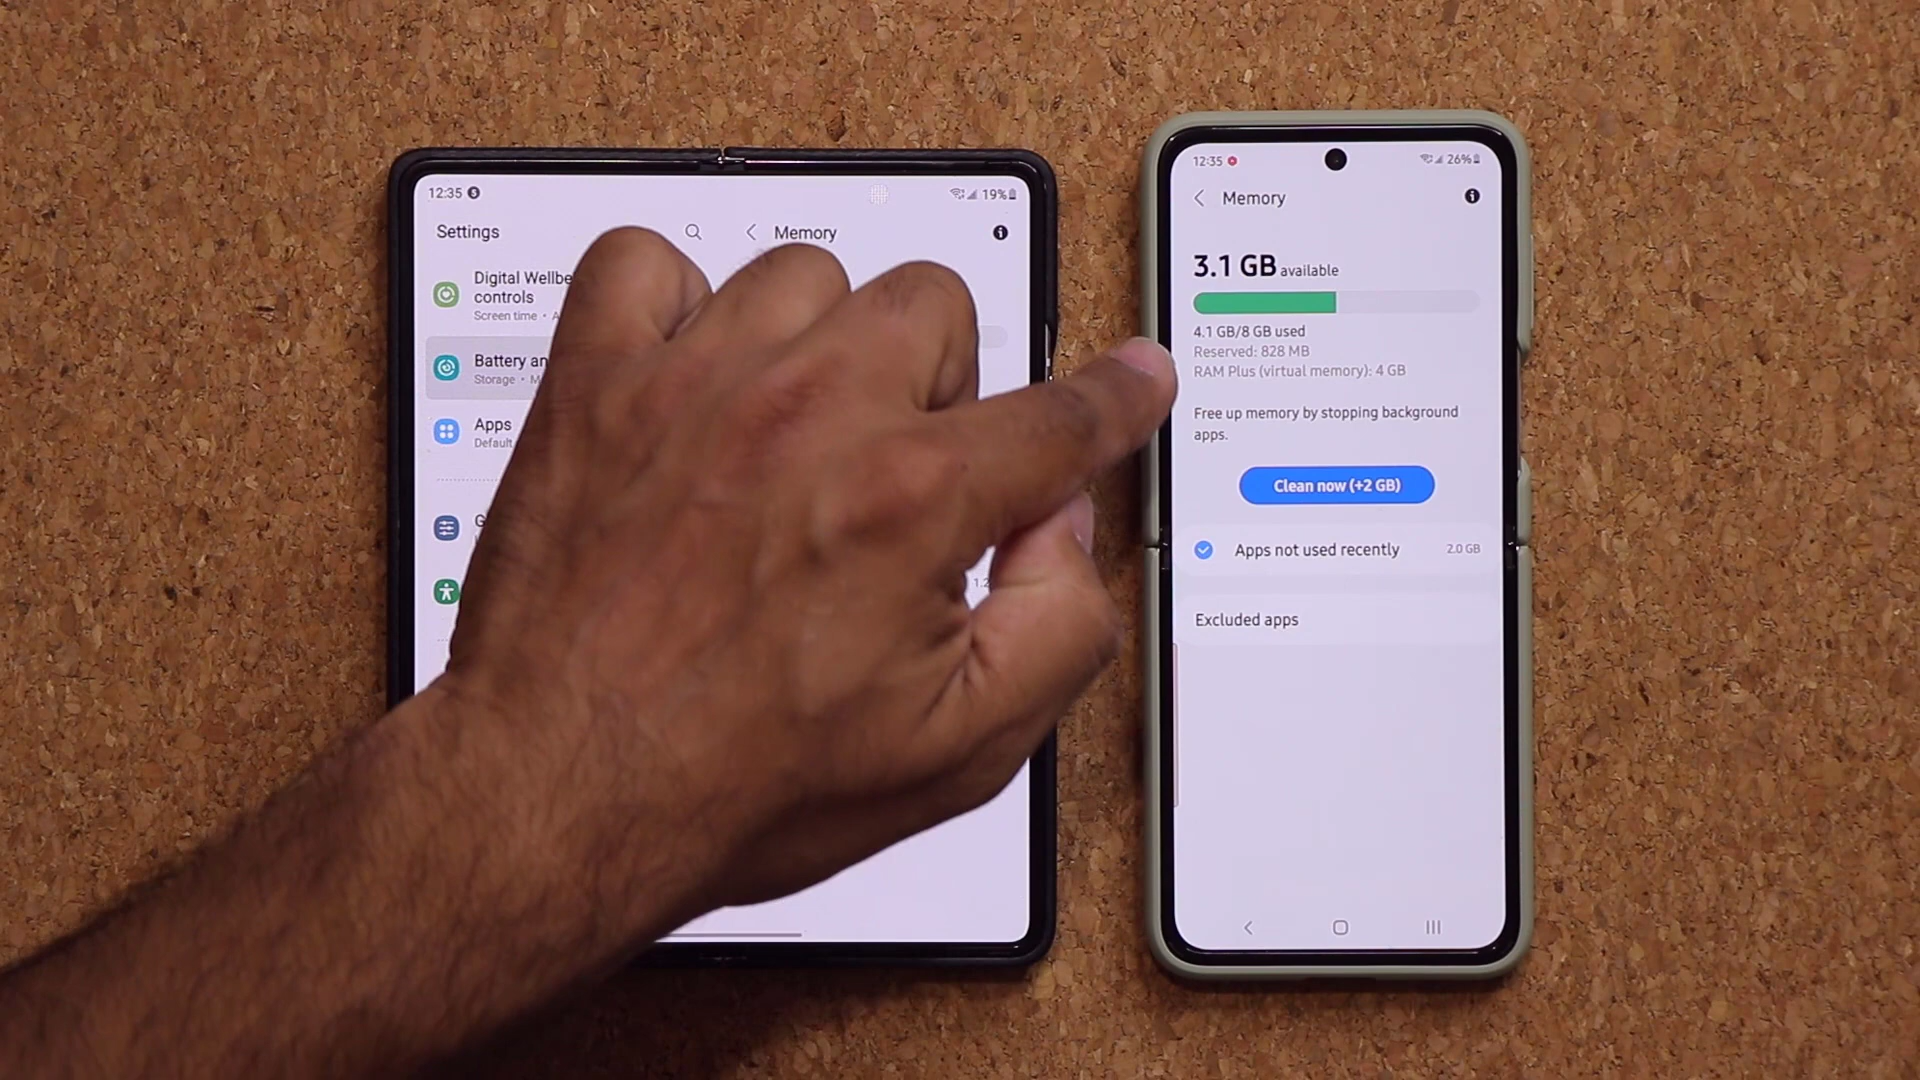 12:35
19%
Settings
Memory
Digital
controls
Screen time
Battery
Storage
Apps
Default
12:35
26%
Memory
3.1 GB available
4.1 GB/8 GB used
Reserved: 828 MB
RAM Plus (virtual memory): 4 GB
Free up memory by stopping background
apps.
Clean now (+2 GB)
Apps not used recently 2.0 GB
Excluded apps